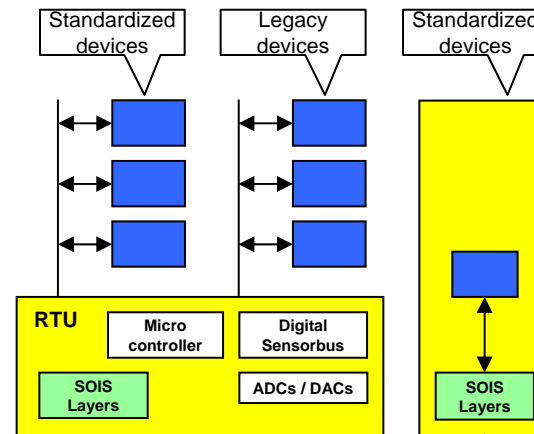 Standardized
devices
Legacy
devices
Standardized
devices
RTU
Micro
controller
Digital
Sensorbus
SOIS
Layers
ADCs / DACs
SOIS
Layers